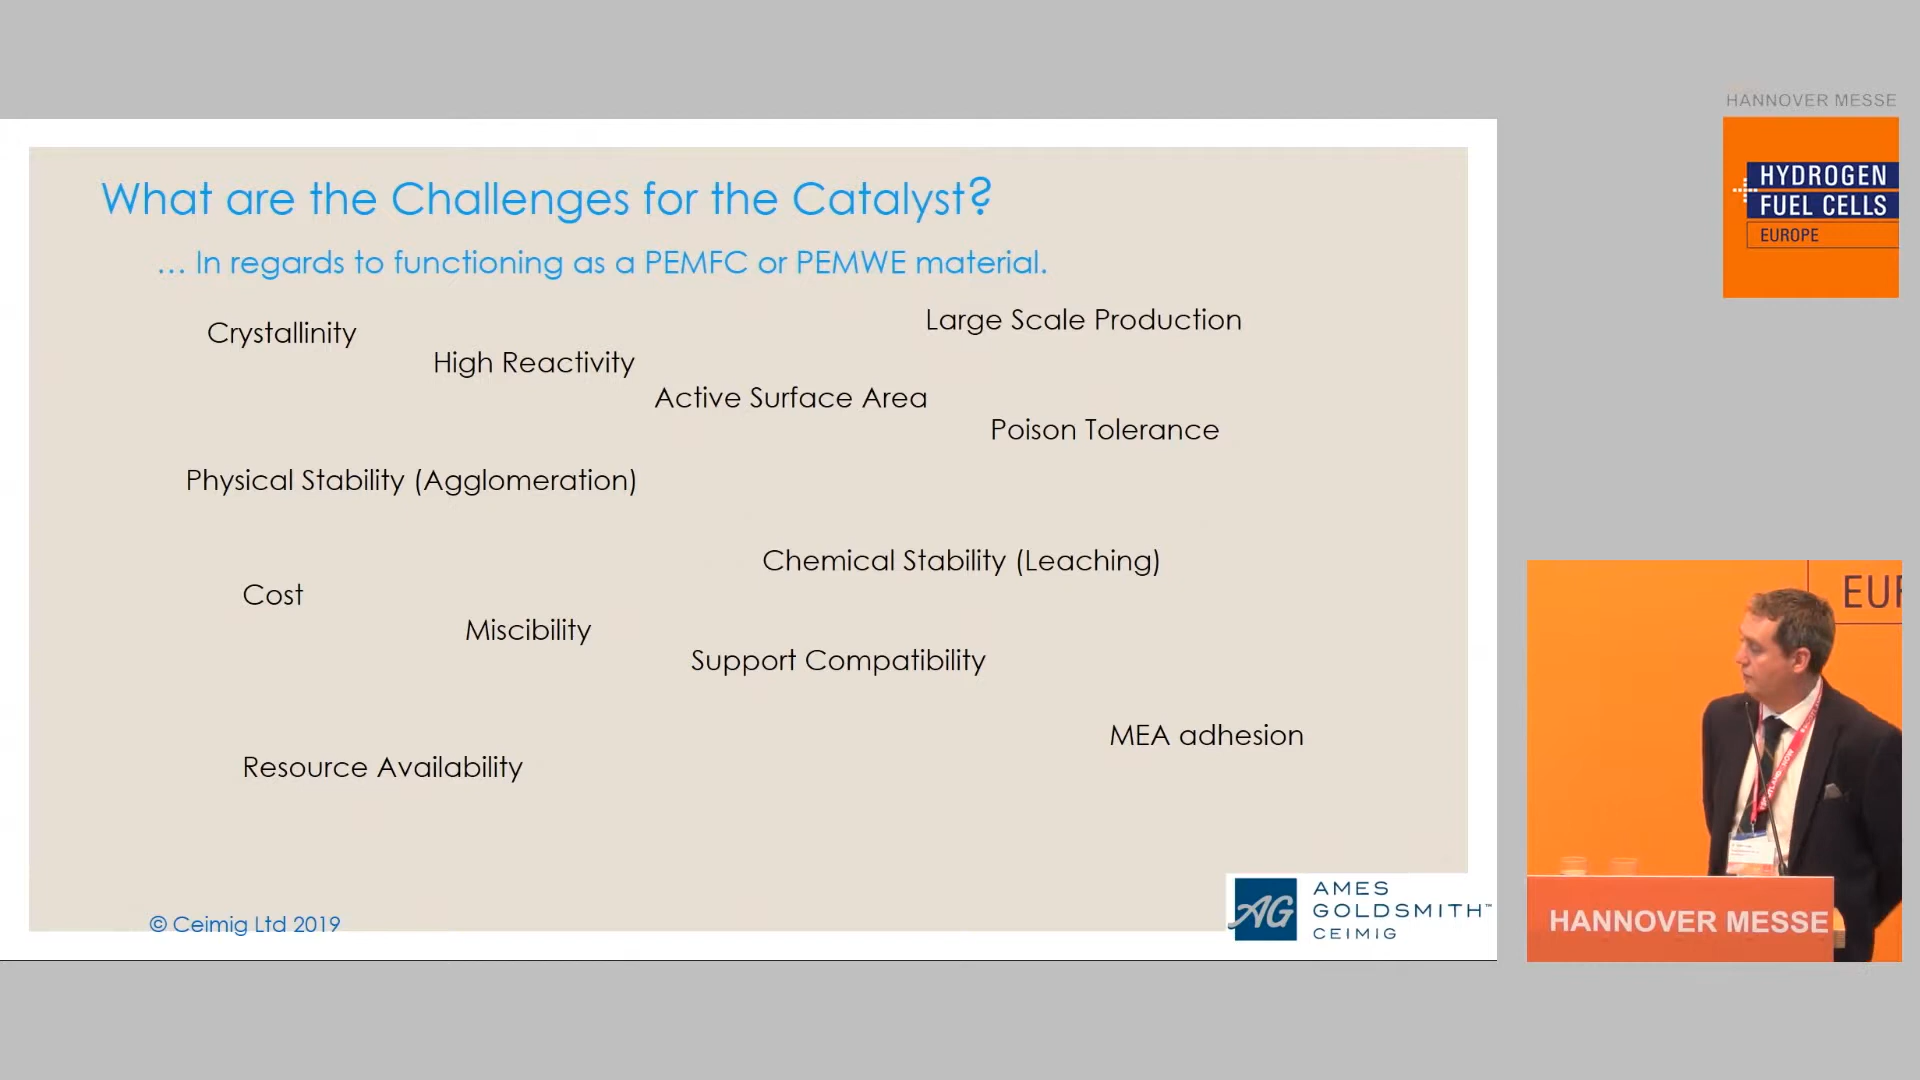 HANNOVER MESSE
HYDROGEN
FUEL CELLS
EUROPE
What are the Challenges for the Catalyst?
... In regards to functioning as a PEMFC or PEMWE material.
Large Scale Production
Crystallinity
High Reactivity
Active Surface Area
Poison Tolerance
Physical Stability (Agglomeration)
Chemical Stability (Leaching)
Cost
Miscibility
Support Compatibility
MEA adhesion
Resource Availability
© Ceimig Ltd 2019
AG
AMES
GOLDSMITH™
CEIMIG
EUR
HANNOVER MESSE